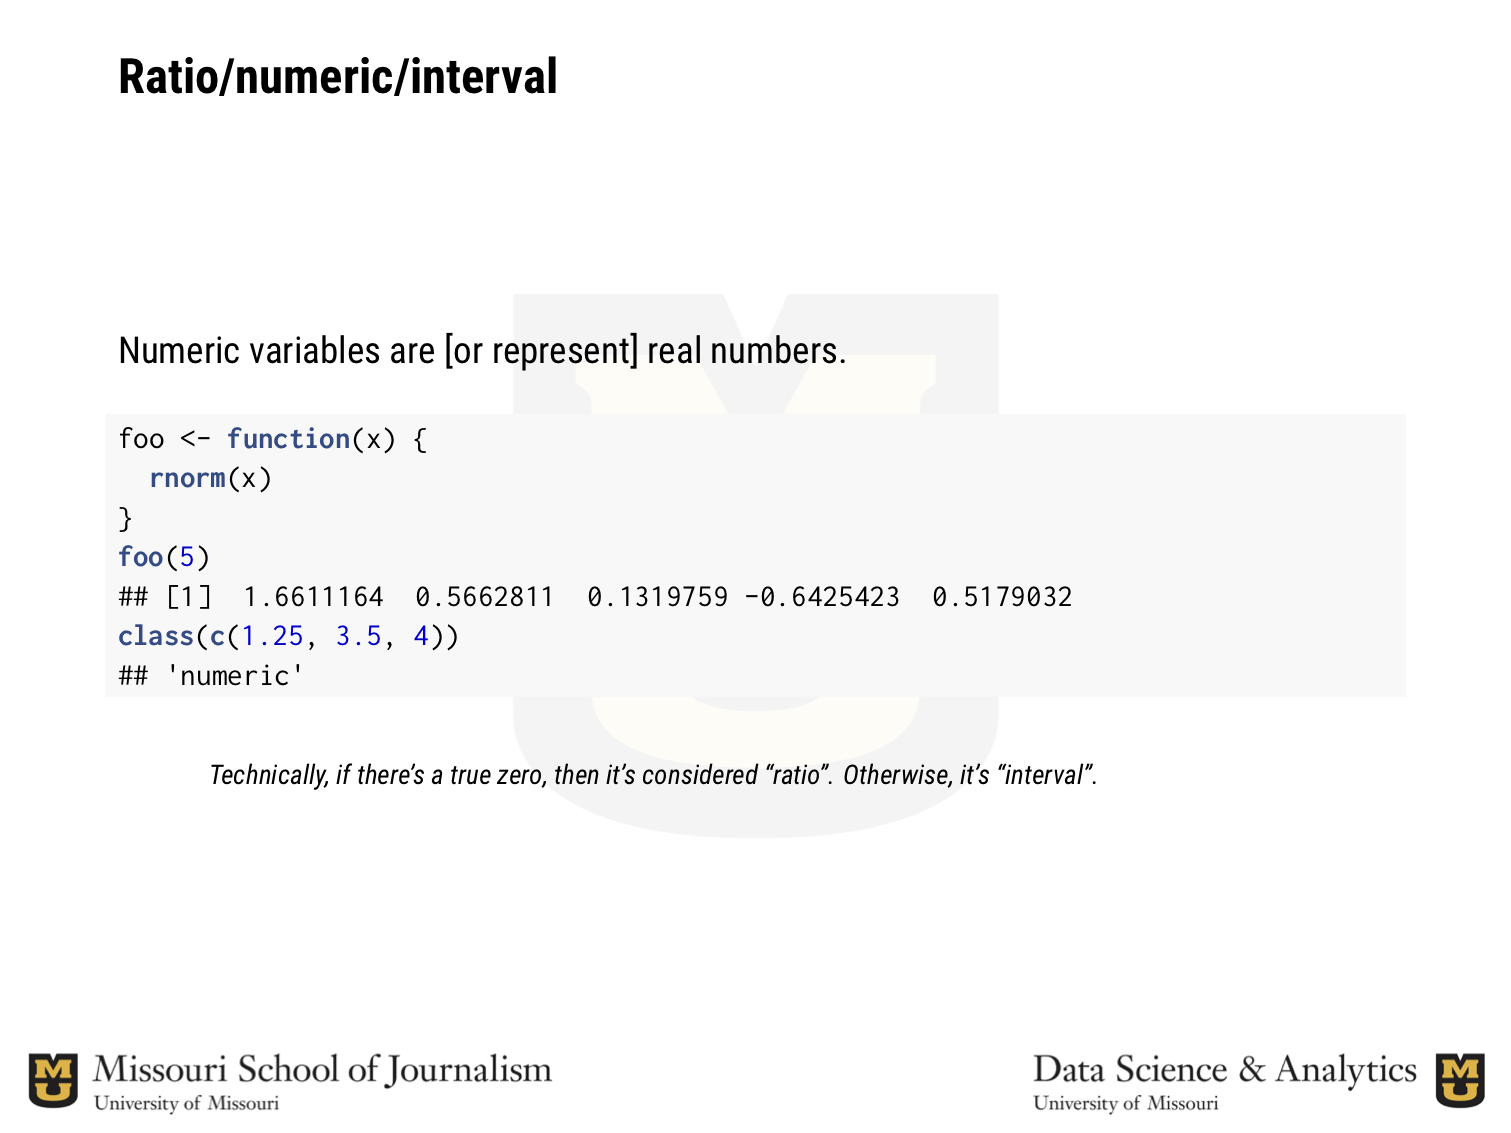 Ratio/numeric/interval
Numeric variables are [or represent] real numbers.
foo <- function(x) {
  rnorm(x)
}
foo(5)
## [1]  1.6611164  0.5662811  0.1319759 -0.6425423  0.5179032
class(c(1.25, 3.5, 4))
## 'numeric'
Technically, if there’s a true zero, then it’s considered “ratio”. Otherwise, it’s “interval”.
Missouri School of Journalism
University of Missouri
Data Science & Analytics
University of Missouri